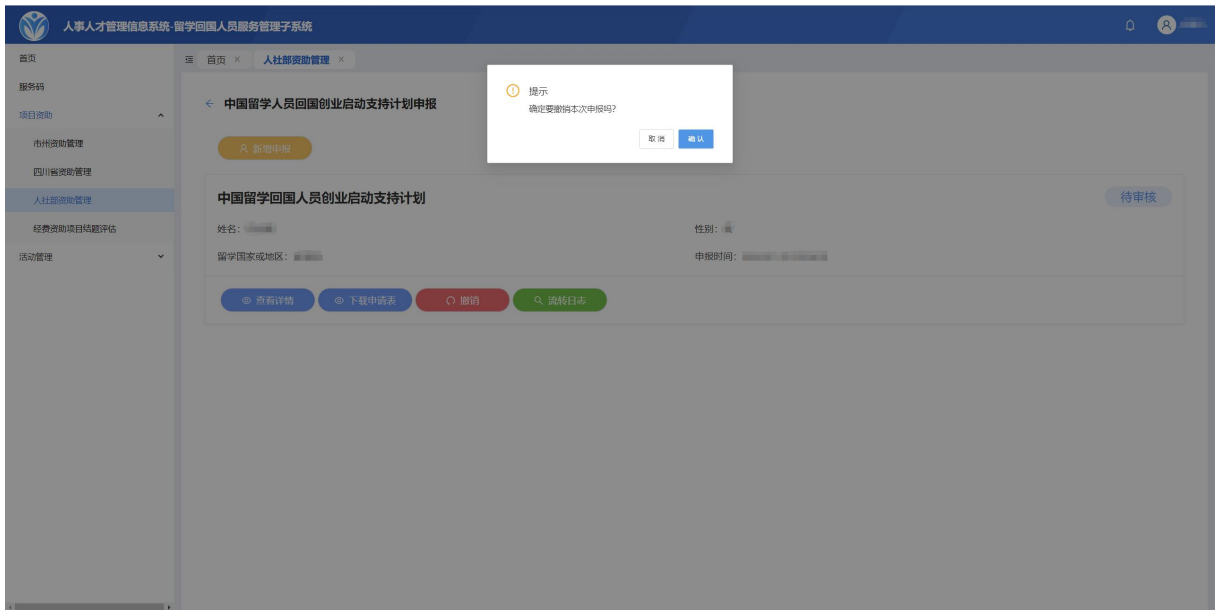 人事人才管理信息系统-留学回国人员服务管理子系统
首页
服务码
项目资助
市州资助管理
四川省资助管理
人社部资助管理
经费资助项目结题评估
活动管理
首页 × 人社部资助管理 ×
提示
确定要撤销本次申报吗?
取消 确认
中国留学人员回国创业启动支持计划申报
新增申报
中国留学回国人员创业启动支持计划 待审核
姓名: 性别:
留学国家或地区: 申报时间:
查看详情 下载申请表 撤销 流转日志